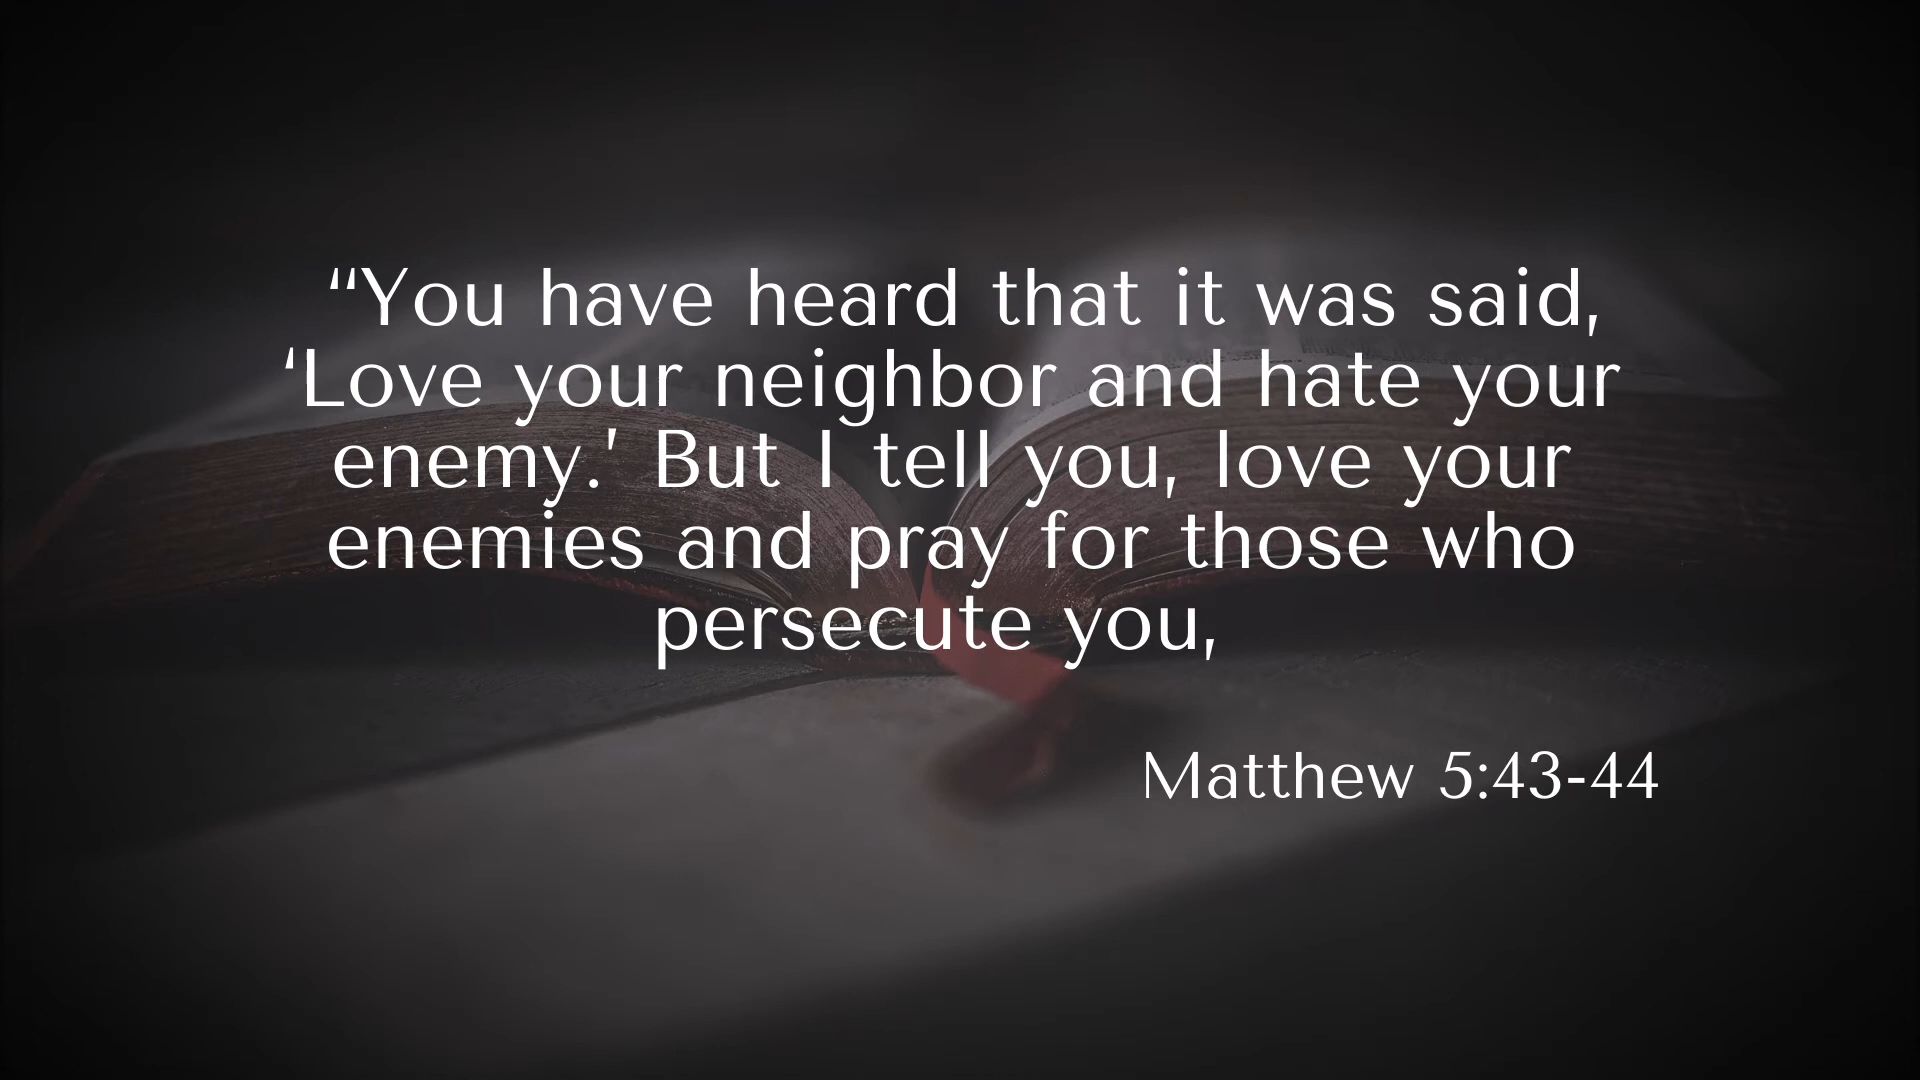 “You have heard that it was said,
‘Love your neighbor and hate your
enemy.’ But I tell you, love your
enemies and pray for those who
persecute you,
Matthew 5:43-44